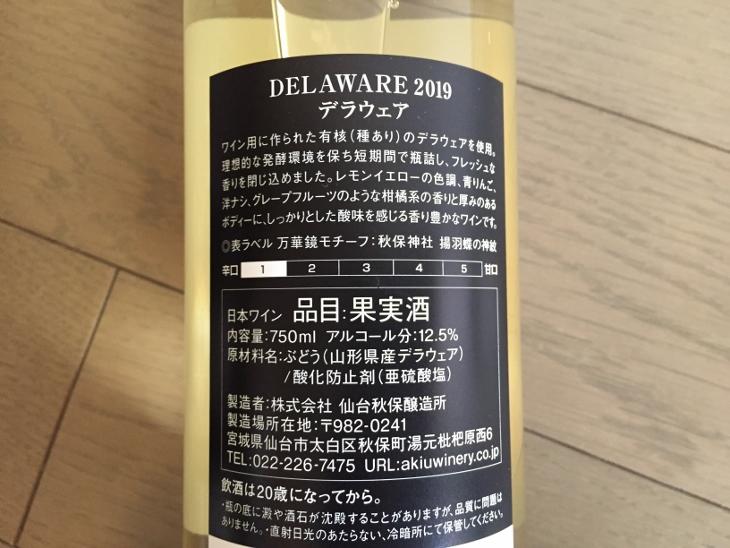 DELAWARE 2019
デラウェア
ワイン用に作られた有核(種あり)のデラウェアを使用。
理想的な発酵環境を保ち短期間で瓶詰し、フレッシュな
香りを閉じ込めました。レモンイエローの色調、青りんご、
洋ナシ、グレープフルーツのような柑橘系の香りと厚みのある
ボディーに、しっかりとした酸味を感じる香り豊かなワインです。
◎表ラベル 万華鏡モチーフ:秋保神社 揚羽蝶の神紋
辛口 1 2 3 4 5 甘口
日本ワイン 品目:果実酒
内容量:750ml アルコール分:12.5%
原材料名:ぶどう(山形県産デラウェア)
/酸化防止剤(亜硫酸塩)
製造者:株式会社 仙台秋保醸造所
製造場所在地:〒982-0241
宮城県仙台市太白区秋保町湯元枇杷原西6
TEL:022-226-7475 URL:akiuwinery.co.jp
飲酒は20歳になってから。
・瓶の底に澱や酒石が沈殿することがありますが、品質に問題は
ありません。・直射日光のあたらない、冷暗所にて保管してください。